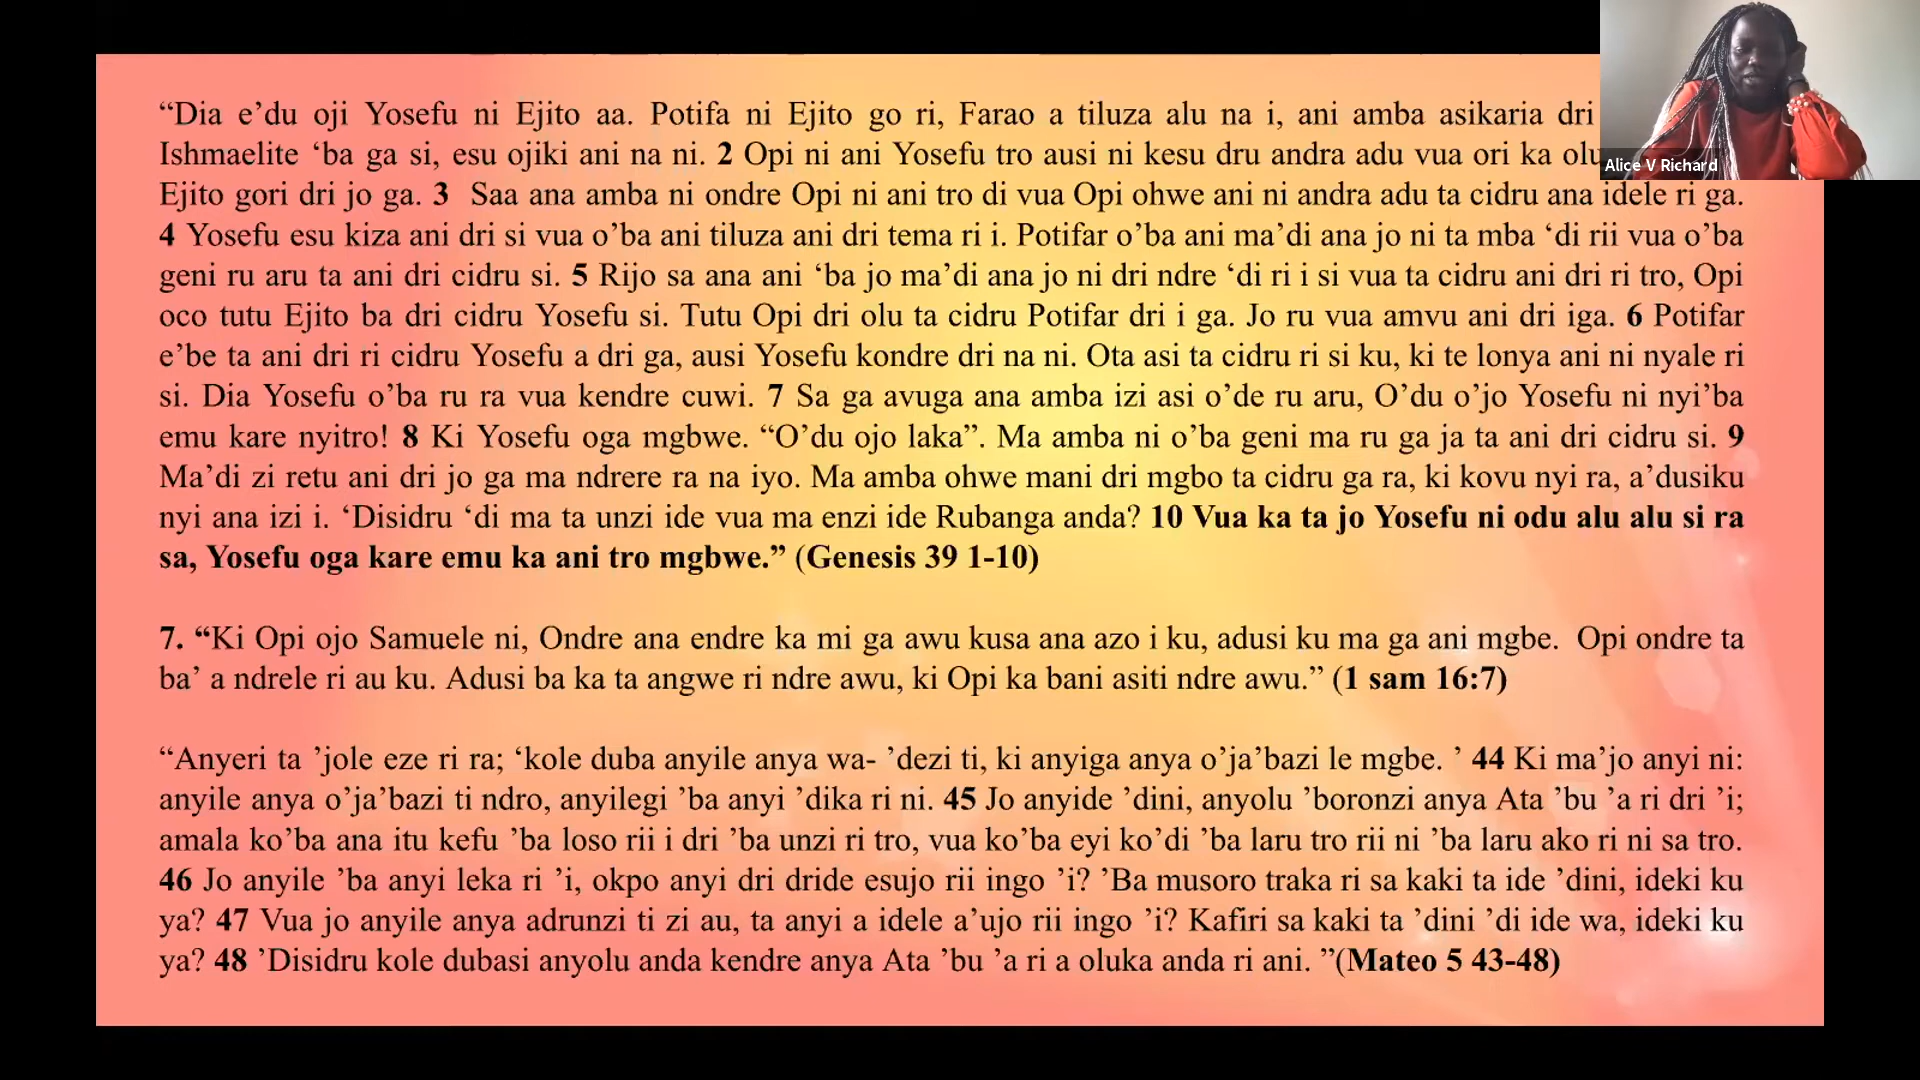 “Dia e’du oji Yosefu ni Ejito aa. Potifa ni Ejito go ri, Farao a tiluza alu na i, ani amba asikaria dri
Ishmaelite ‘ba ga si, esu ojiki ani na ni. 2 Opi ni ani Yosefu tro ausi ni kesu dru andra adu vua ori ka olu
Ejito gori dri jo ga. 3 Saa ana amba ni ondre Opi ni ani tro di vua Opi ohwe ani ni andra adu ta cidru ana idele ri ga.
4 Yosefu esu kiza ani dri si vua o’ba ani tiluza ani dri tema ri i. Potifar o’ba ani ma’di ana jo ni ta mba ‘di rii vua o’ba
geni ru aru ta ani dri cidru si. 5 Rijo sa ana ani ‘ba jo ma’di ana jo ni dri ndre ‘di ri i si vua ta cidru ani dri ri tro, Opi
oco tutu Ejito ba dri cidru Yosefu si. Tutu Opi dri olu ta cidru Potifar dri i ga. Jo ru vua amvu ani dri iga. 6 Potifar
e’be ta ani dri ri cidru Yosefu a dri ga, ausi Yosefu kondre dri na ni. Ota asi ta cidru ri si ku, ki te lonya ani ni nyale ri
si. Dia Yosefu o’ba ru ra vua kendre cuwi. 7 Sa ga avuga ana amba izi asi o’de ru aru, O’du o’jo Yosefu ni nyi’ba
emu kare nyitro! 8 Ki Yosefu oga mgbwe. “O’du ojo laka”. Ma amba ni o’ba geni ma ru ga ja ta ani dri cidru si. 9
Ma’di zi retu ani dri jo ga ma ndrere ra na iyo. Ma amba ohwe mani dri mgbo ta cidru ga ra, ki kovu nyi ra, a’dusiku
nyi ana izi i. ‘Disidru ‘di ma ta unzi ide vua ma enzi ide Rubanga anda? 10 Vua ka ta jo Yosefu ni odu alu alu si ra
sa, Yosefu oga kare emu ka ani tro mgbwe.” (Genesis 39 1-10)
7. “Ki Opi ojo Samuele ni, Ondre ana endre ka mi ga awu kusa ana azo i ku, adusi ku ma ga ani mgbe. Opi ondre ta
ba’ a ndrele ri au ku. Adusi ba ka ta angwe ri ndre awu, ki Opi ka bani asiti ndre awu.” (1 sam 16:7)
“Anyeri ta ’jole eze ri ra; ‘kole duba anyile anya wa- ’dezi ti, ki anyiga anya o’ja’bazi le mgbe. ’ 44 Ki ma’jo anyi ni:
anyile anya o’ja’bazi ti ndro, anyilegi ’ba anyi ’dika ri ni. 45 Jo anyide ’dini, anyolu ’boronzi anya Ata ’bu ’a ri dri ’i;
amala ko’ba ana itu kefu ’ba loso rii i dri ’ba unzi ri tro, vua ko’ba eyi ko’di ’ba laru tro rii ni ’ba laru ako ri ni sa tro.
46 Jo anyile ’ba anyi leka ri ’i, okpo anyi dri dride esujo rii ingo ’i? ’Ba musoro traka ri sa kaki ta ide ’dini, ideki ku
ya? 47 Vua jo anyile anya adrunzi ti zi au, ta anyi a idele a’ujo rii ingo ’i? Kafiri sa kaki ta ’dini ’di ide wa, ideki ku
ya? 48 ’Disidru kole dubasi anyolu anda kendre anya Ata ’bu ’a ri a oluka anda ri ani. ”(Mateo 5 43-48)
Alice V Richard